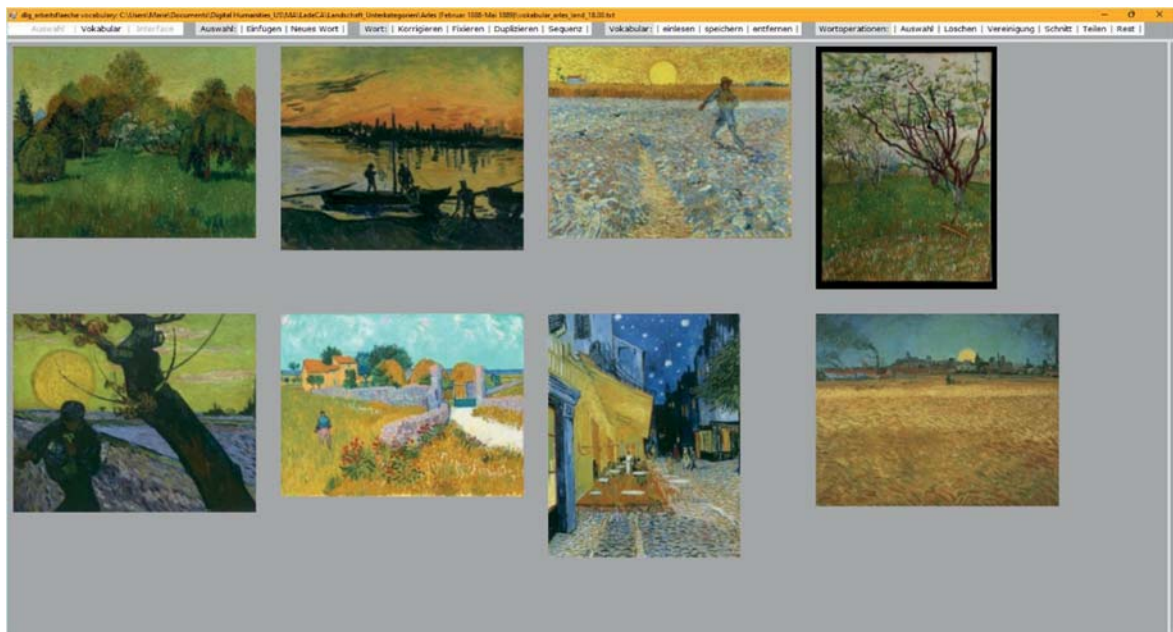 dlg_arbeitsflaeche vocabulary: C:\Users\Marie\Documents\Digital Humanities_US\MA\LadeCA\Landschaft_Unterkategorien\Arles (Februar 1888-Mai 1889)\vokabular_arles_land_18.00.txt
Auswahl | Vokabular | Interface Auswahl: | Einfügen | Neues Wort | Wort: | Korrigieren | Fixieren | Duplizieren | Sequenz | Vokabular: | einlesen | speichern | entfernen | Wortoperationen: | Auswahl | Löschen | Vereinigung | Schnitt | Teilen | Rest |